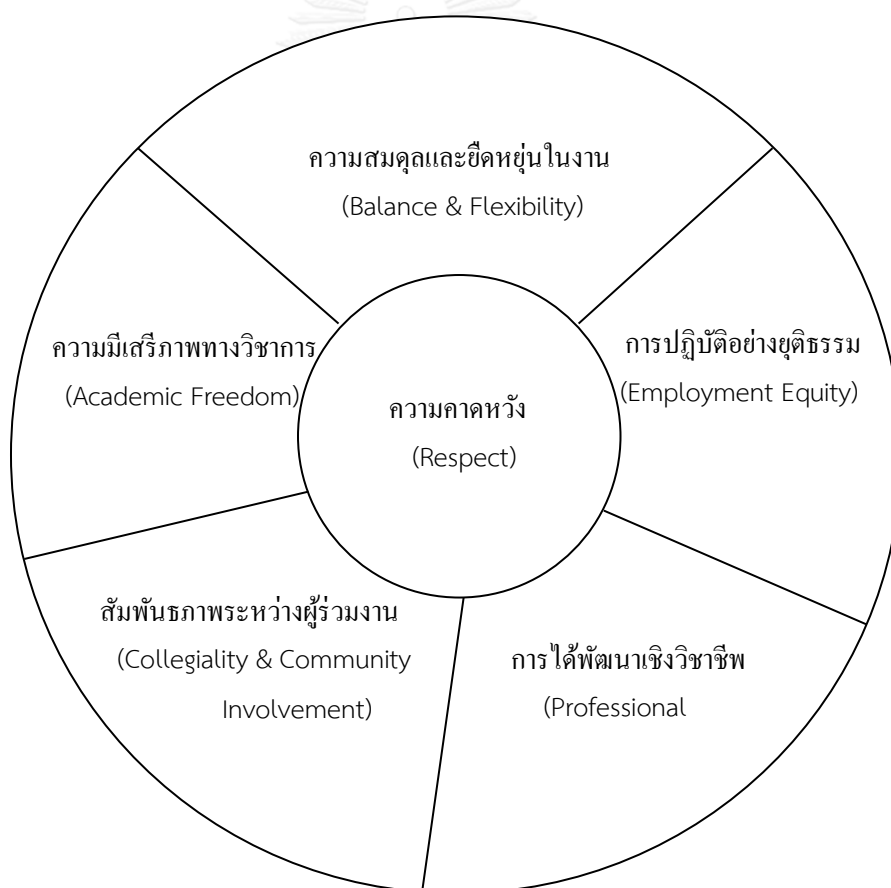 ความสมดุลและยืดหยุ่นในงาน
(Balance & Flexibility)
ความมีเสรีภาพทางวิชาการ
(Academic Freedom)
การปฏิบัติอย่างยุติธรรม
(Employment Equity)
ความคาดหวัง
(Respect)
สัมพันธภาพระหว่างผู้ร่วมงาน
(Collegiality & Community
Involvement)
การได้พัฒนาเชิงวิชาชีพ
(Professional